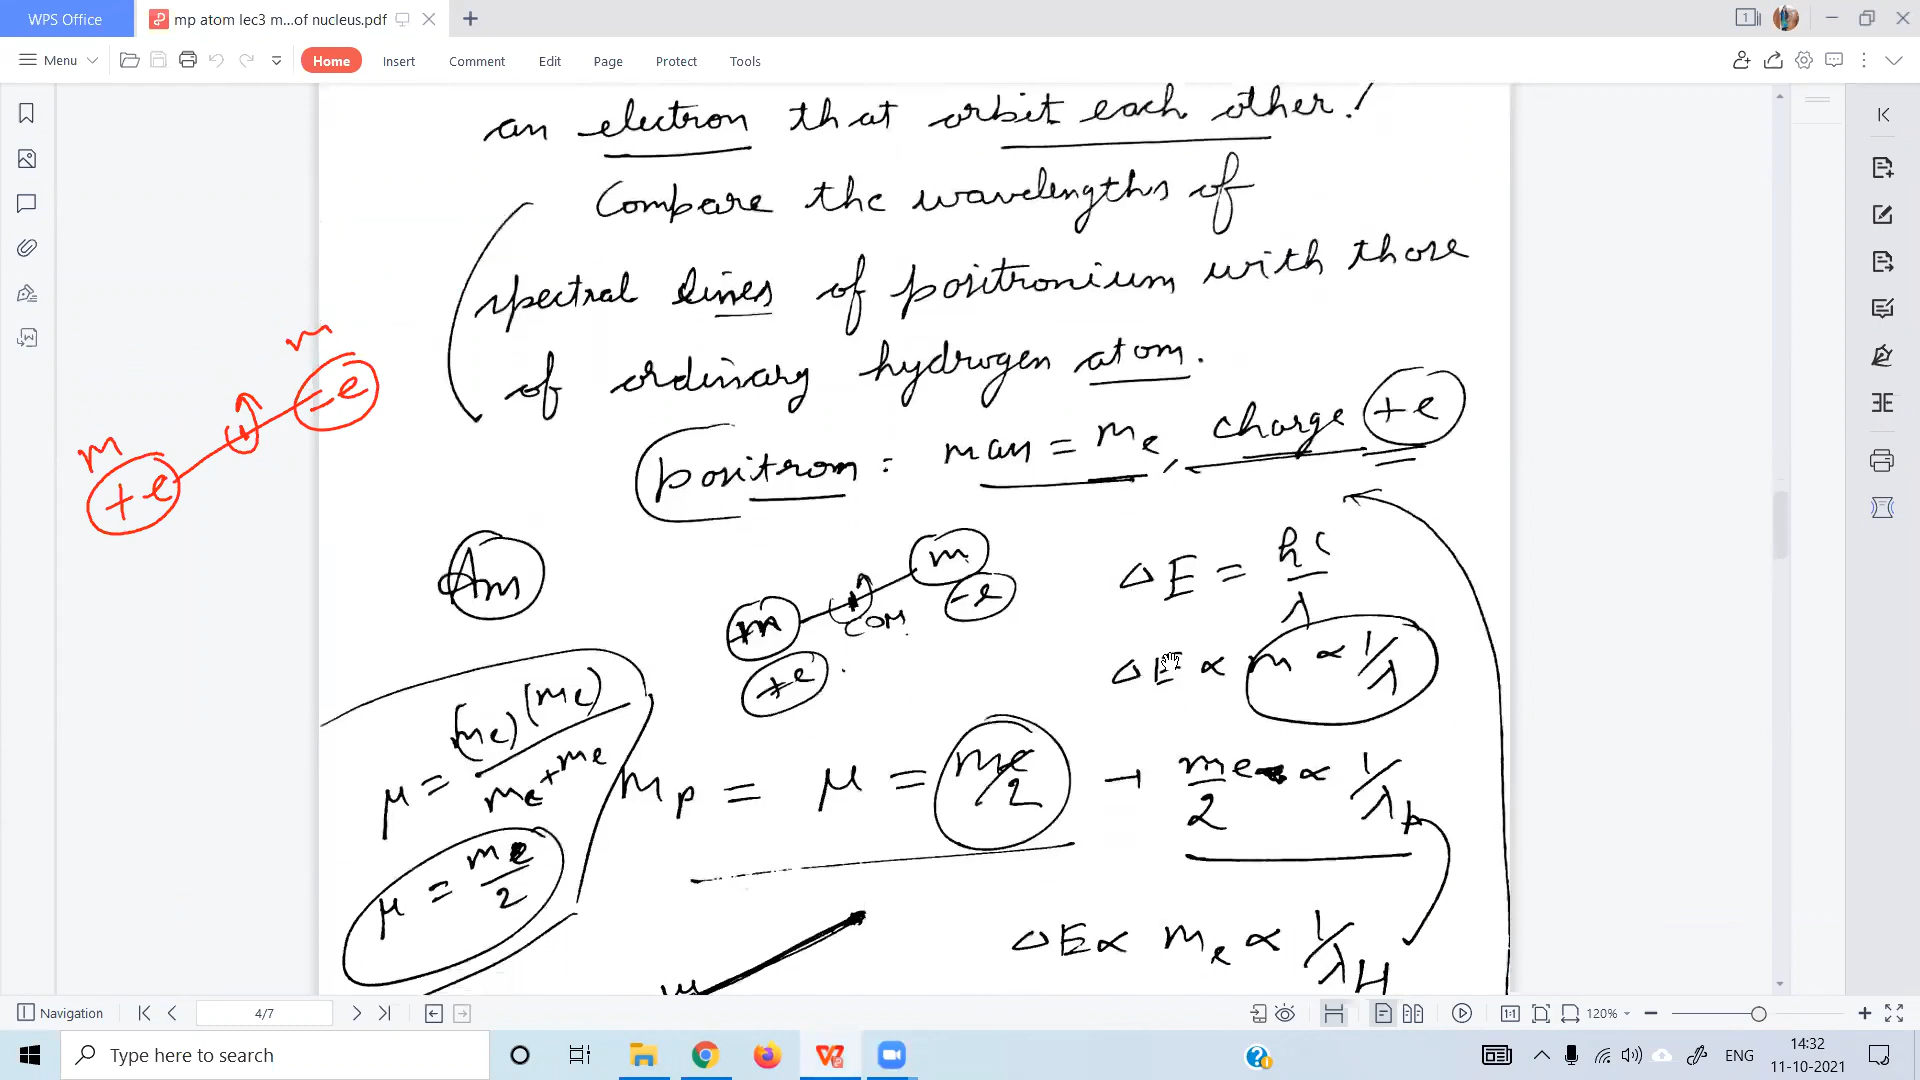 WPS Office
mp atom lec3 m...of nucleus.pdf
Menu
Home
Insert
Comment
Edit
Page
Protect
Tools
an electron that orbit each other!
Compare the wavelengths of
spectral lines of positronium with those
of ordinary hydrogen atom.
positron : mass = me, charge +e
m
-e
m
+e
Ans
m
-e
COM
m
+e
ΔE = hc/λ
ΔE ∝ m ∝ 1/λ
μ = (me)(me)/me+me
mp = μ = me/2 → me/2 ∝ 1/λp
μ = me/2
ΔE ∝ me ∝ 1/λH
Navigation
4/7
1:1
120%
Type here to search
ENG
14:32
11-10-2021